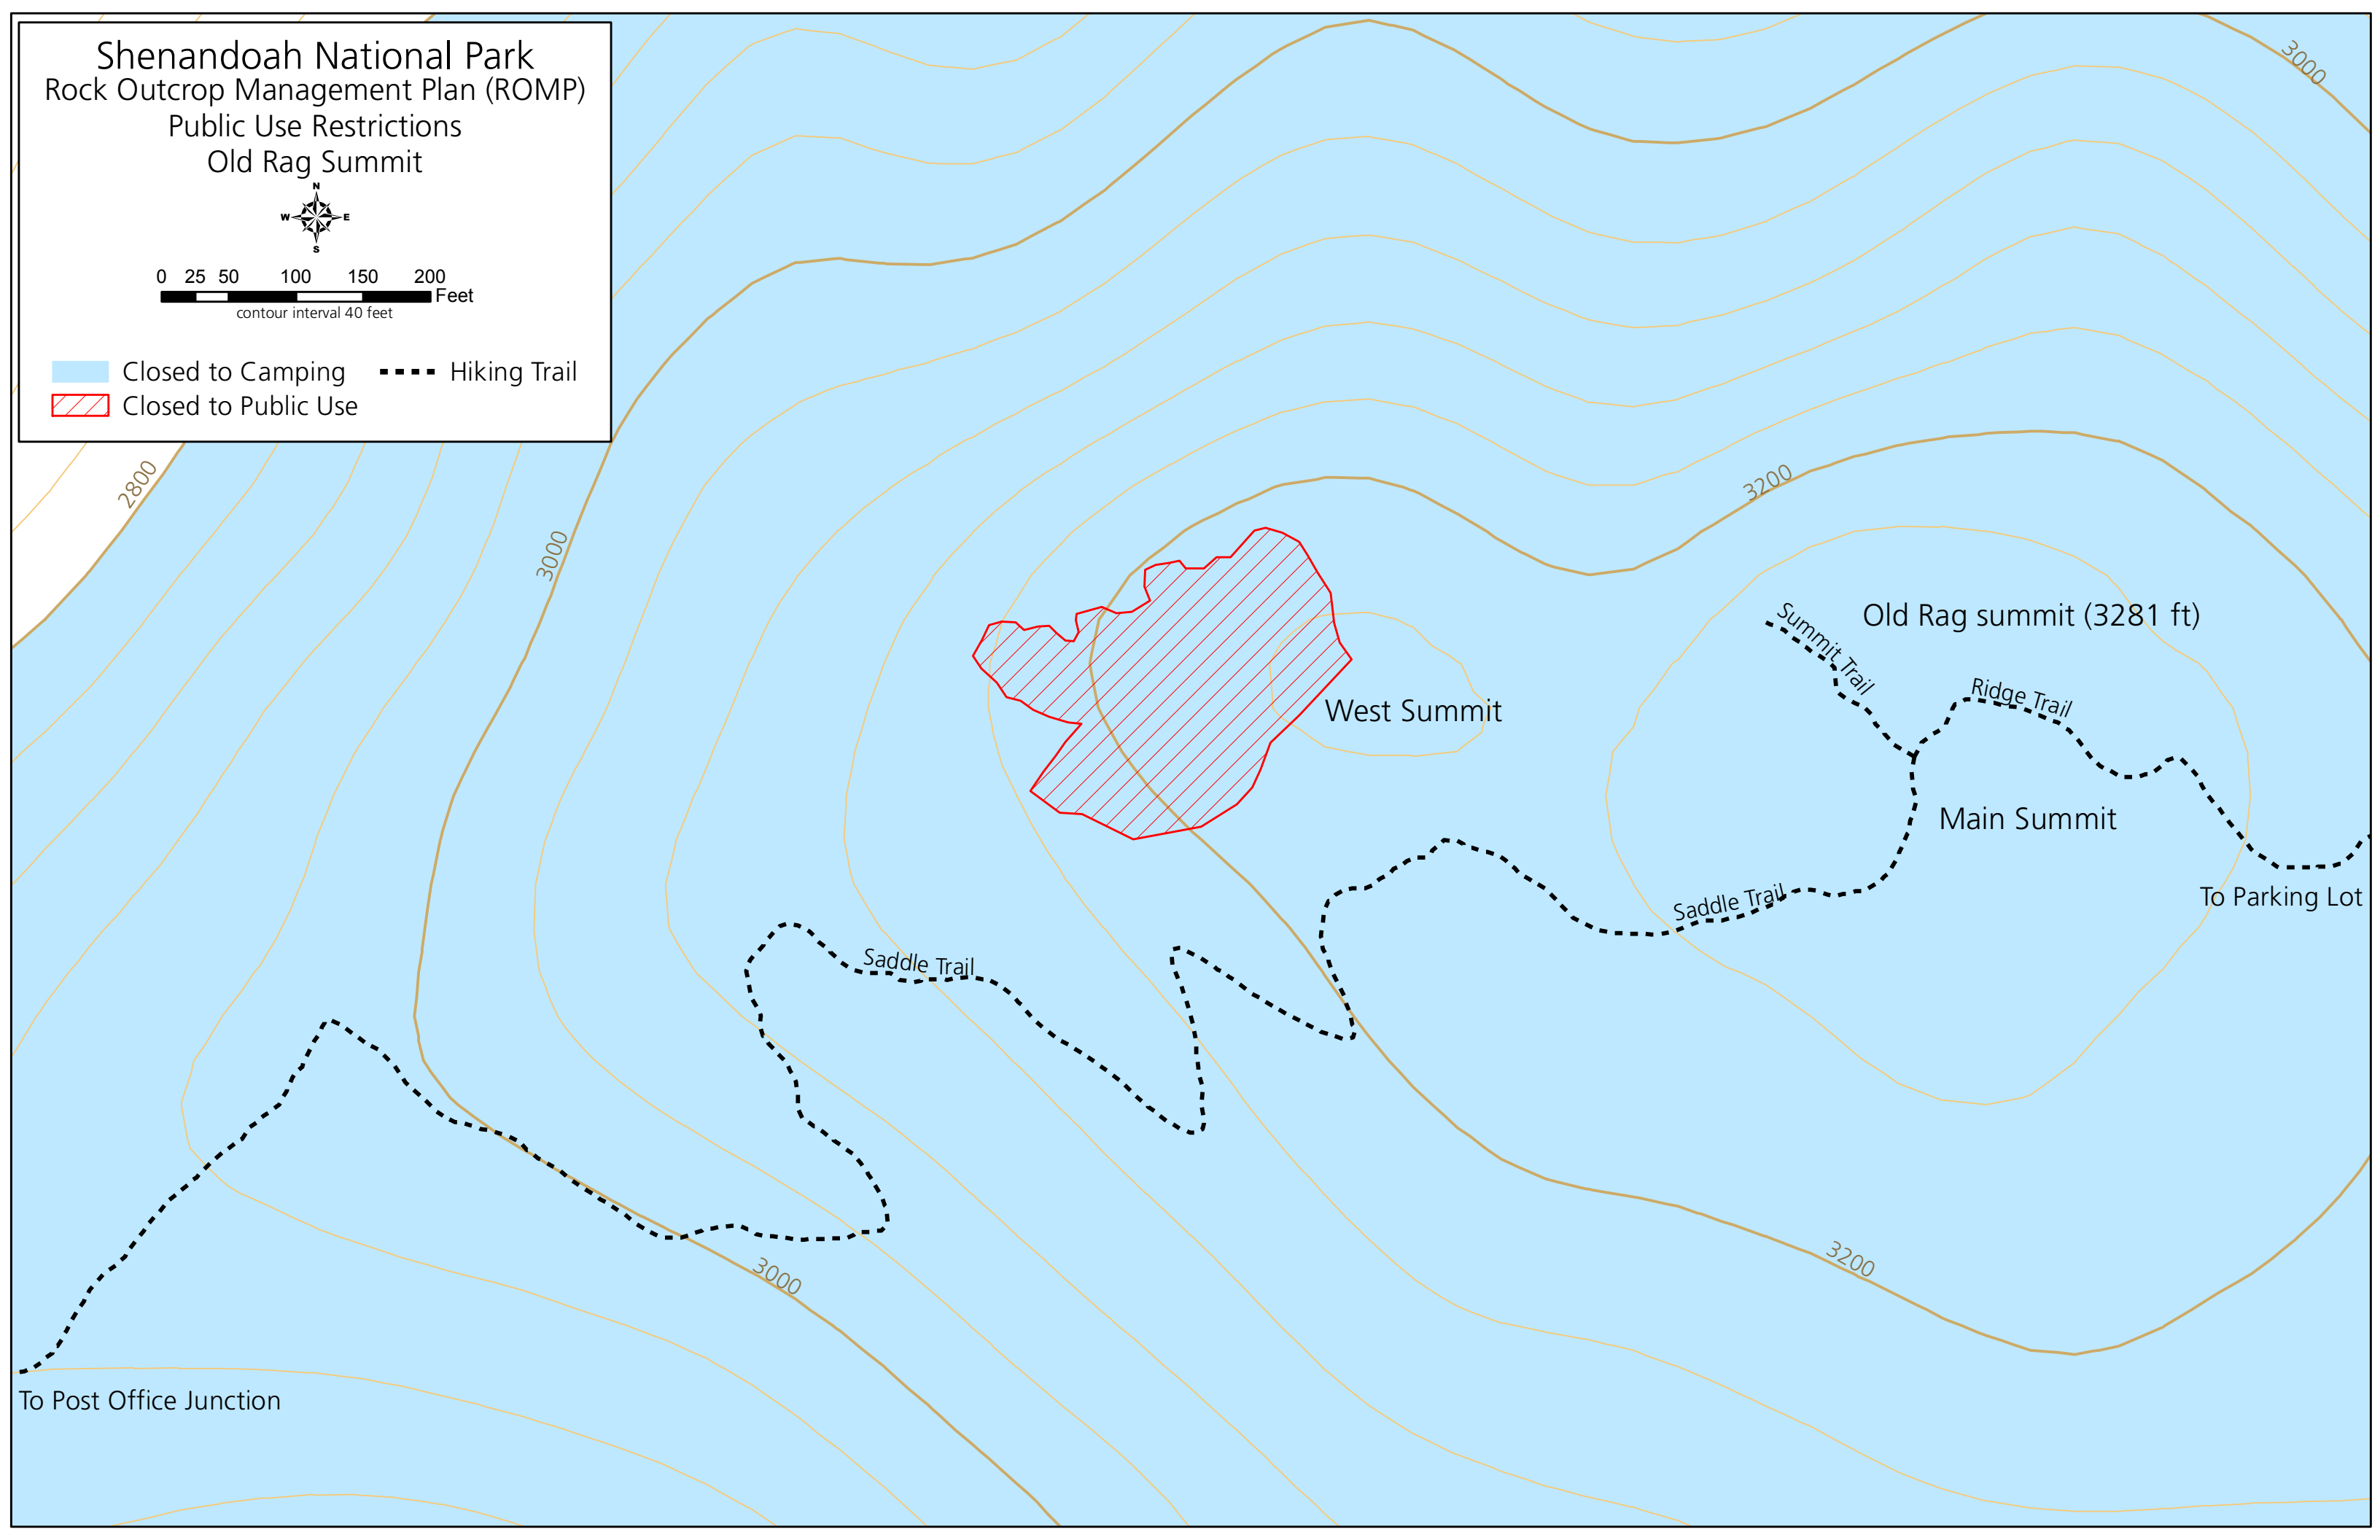 Shenandoah National Park
Rock Outcrop Management Plan (ROMP)
Public Use Restrictions
Old Rag Summit
N
W E
S
0 25 50 100 150 200
Feet
contour interval 40 feet
Closed to Camping
Hiking Trail
Closed to Public Use
3000
2800
3000
3200
Summit Trail
Old Rag summit (3281 ft)
Ridge Trail
West Summit
Main Summit
Saddle Trail
To Parking Lot
Saddle Trail
3200
3000
To Post Office Junction